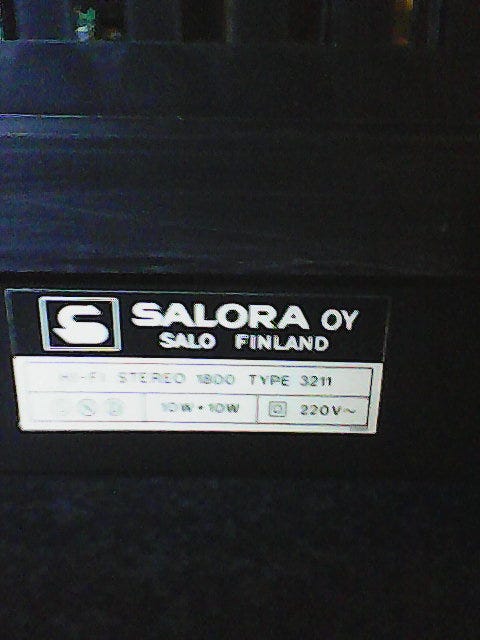 SALORA OY
SALO FINLAND
HI-FI STEREO 1800 TYPE 3211
10W + 10W 220V~